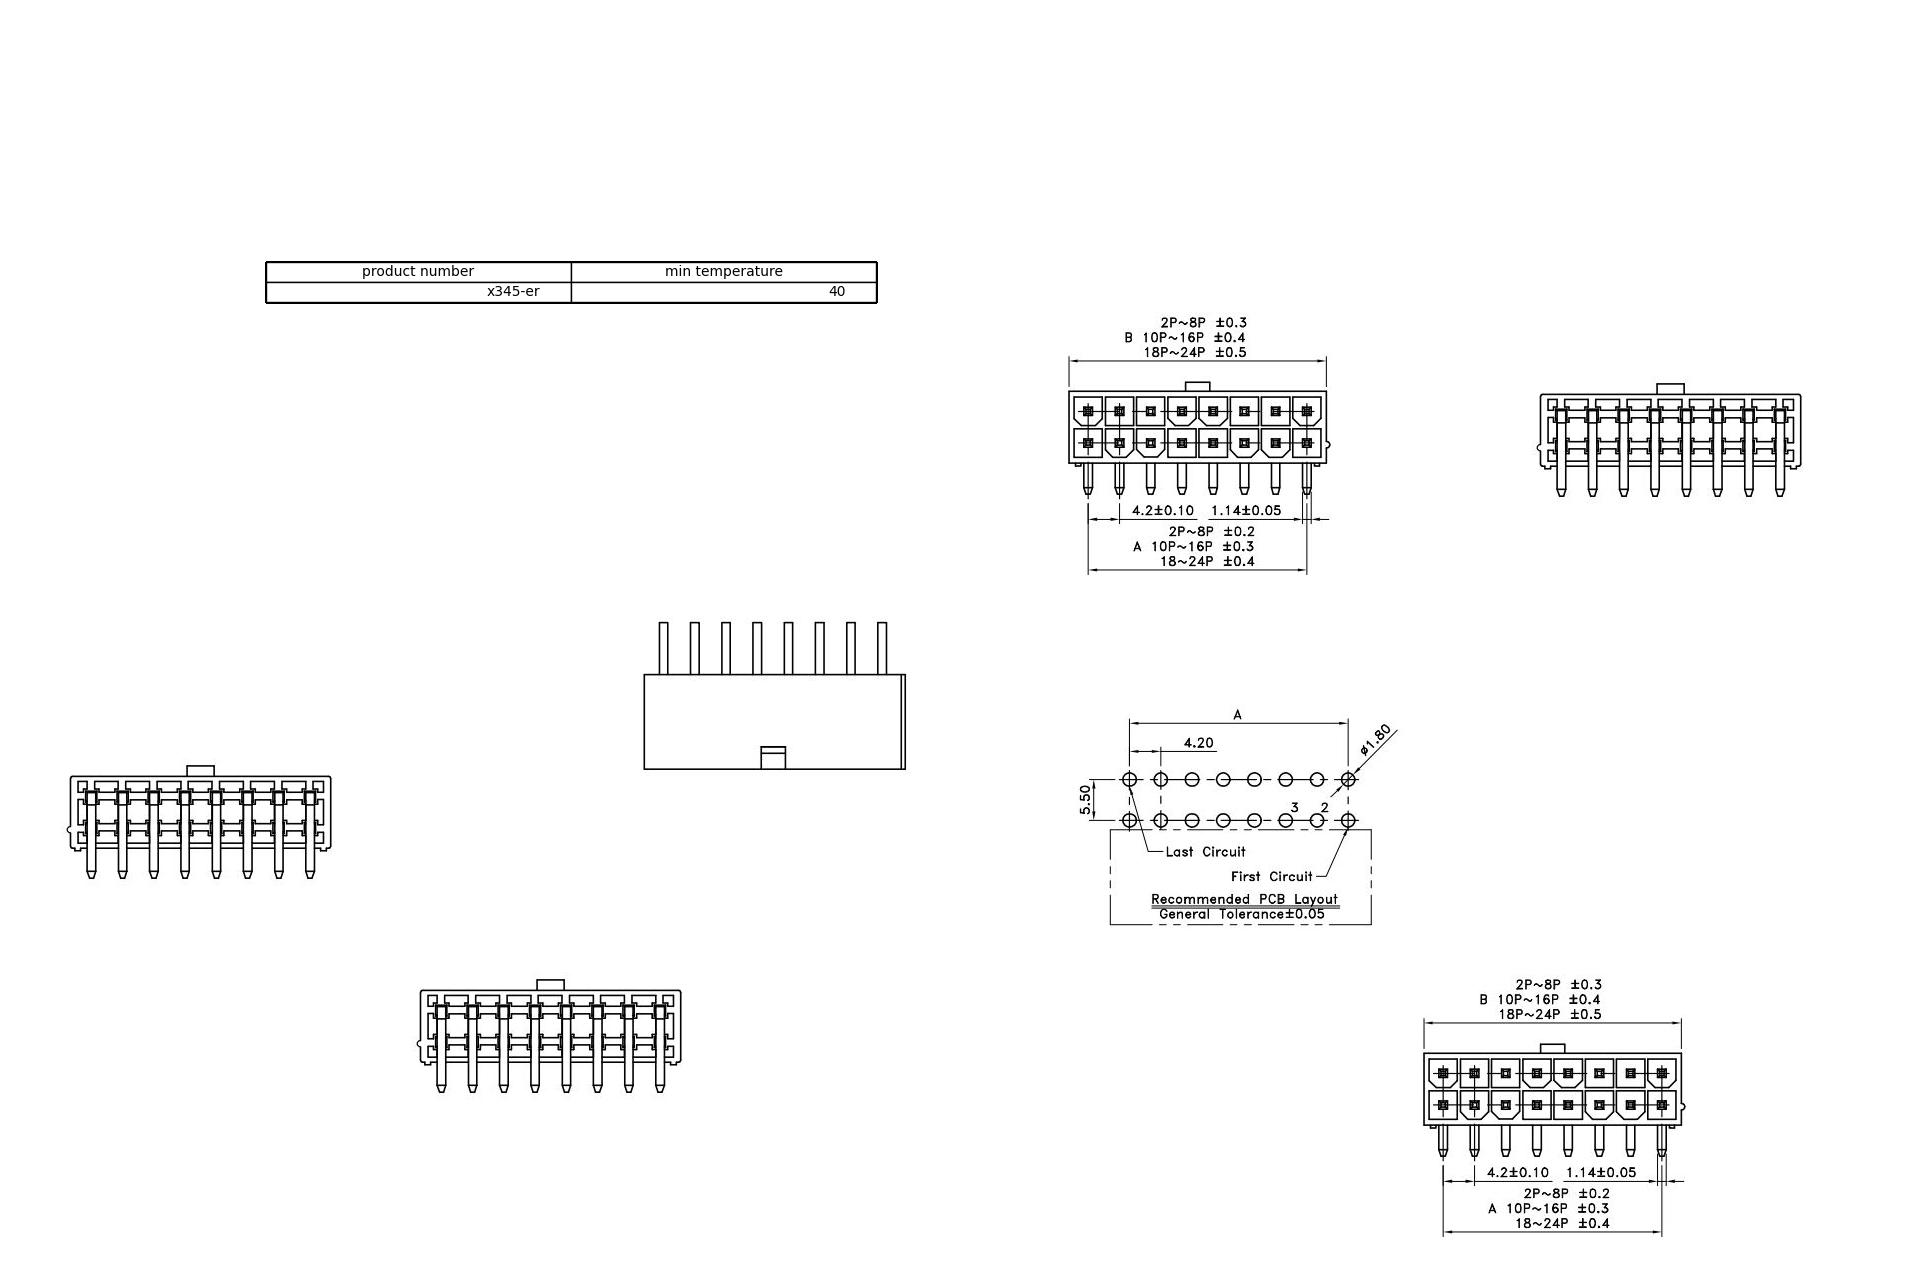 product number min temperature
x345-er 40
2P~8P ±0.3
B 10P~16P ±0.4
18P~24P ±0.5
4.2±0.10 1.14±0.05
2P~8P ±0.2
A 10P~16P ±0.3
18~24P ±0.4
A
4.20
ø1.80
5.50
3 2
Last Circuit
First Circuit
Recommended PCB Layout
General Tolerance±0.05
2P~8P ±0.3
B 10P~16P ±0.4
18P~24P ±0.5
4.2±0.10 1.14±0.05
2P~8P ±0.2
A 10P~16P ±0.3
18~24P ±0.4